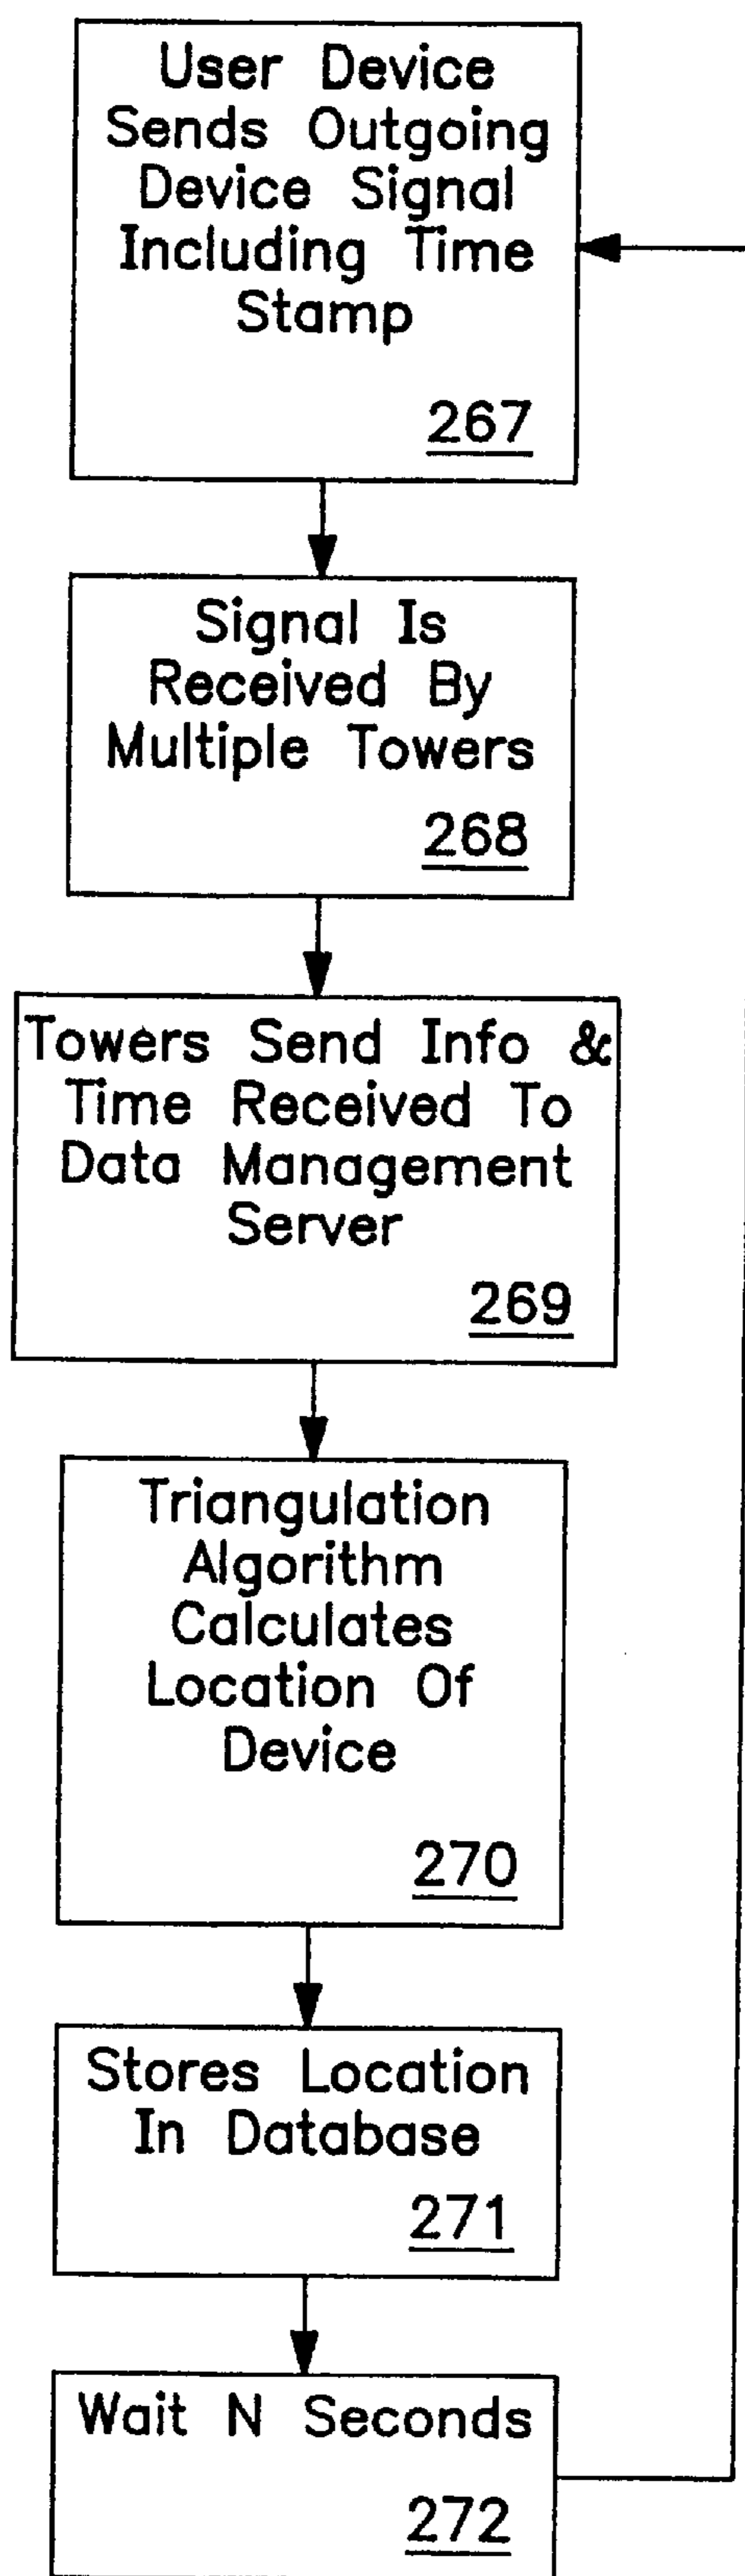 User Device
Sends Outgoing
Device Signal
Including Time
Stamp
267
Signal Is
Received By
Multiple Towers
268
Towers Send Info &
Time Received To
Data Management
Server
269
Triangulation
Algorithm
Calculates
Location Of
Device
270
Stores Location
In Database
271
Wait N Seconds
272